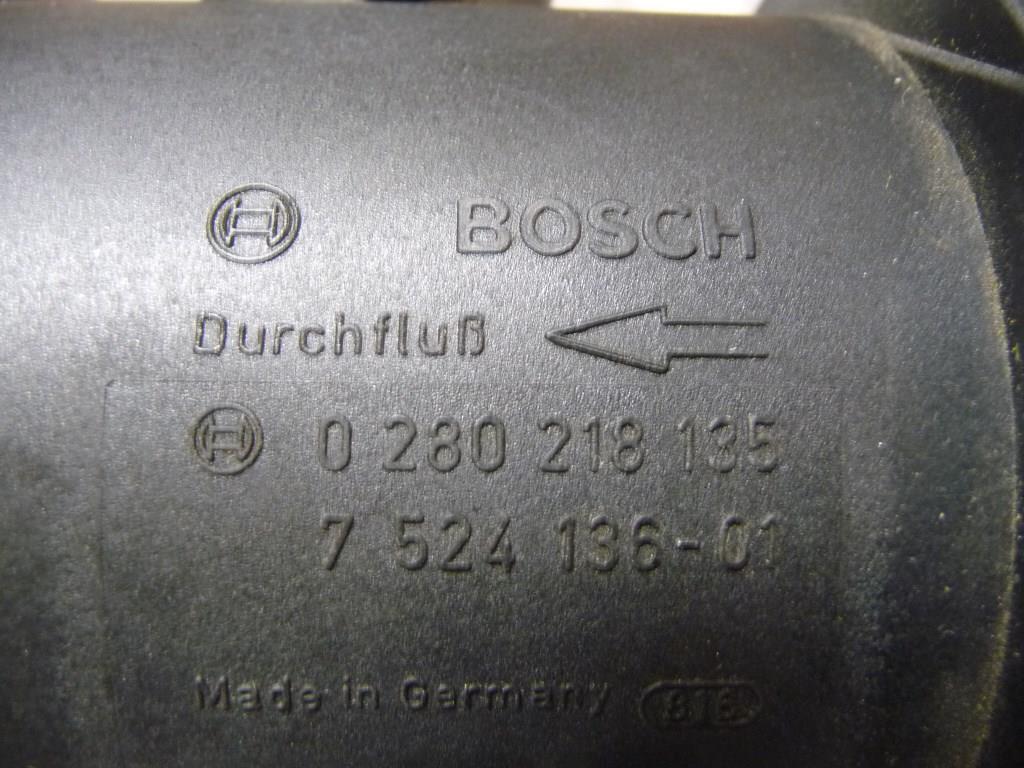 BOSCH
Durchfluß
0 280 218 135
7 524 136-01
Made in Germany